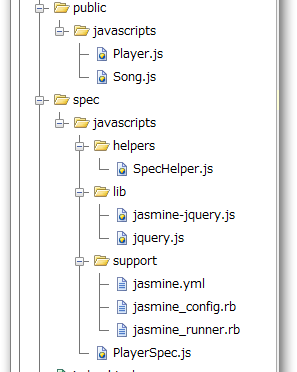 public
javascripts
Player.js
Song.js
spec
javascripts
helpers
SpecHelper.js
lib
jasmine-jquery.js
jquery.js
support
jasmine.yml
jasmine_config.rb
jasmine_runner.rb
PlayerSpec.js